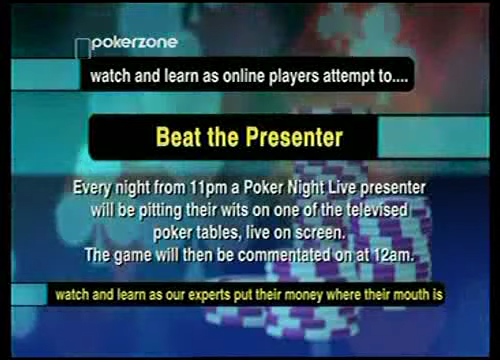 pokerzone
watch and learn as online players attempt to....
Beat the Presenter
Every night from 11pm a Poker Night Live presenter
will be pitting their wits on one of the televised
poker tables, live on screen.
The game will then be commentated on at 12am.
watch and learn as our experts put their money where their mouth is